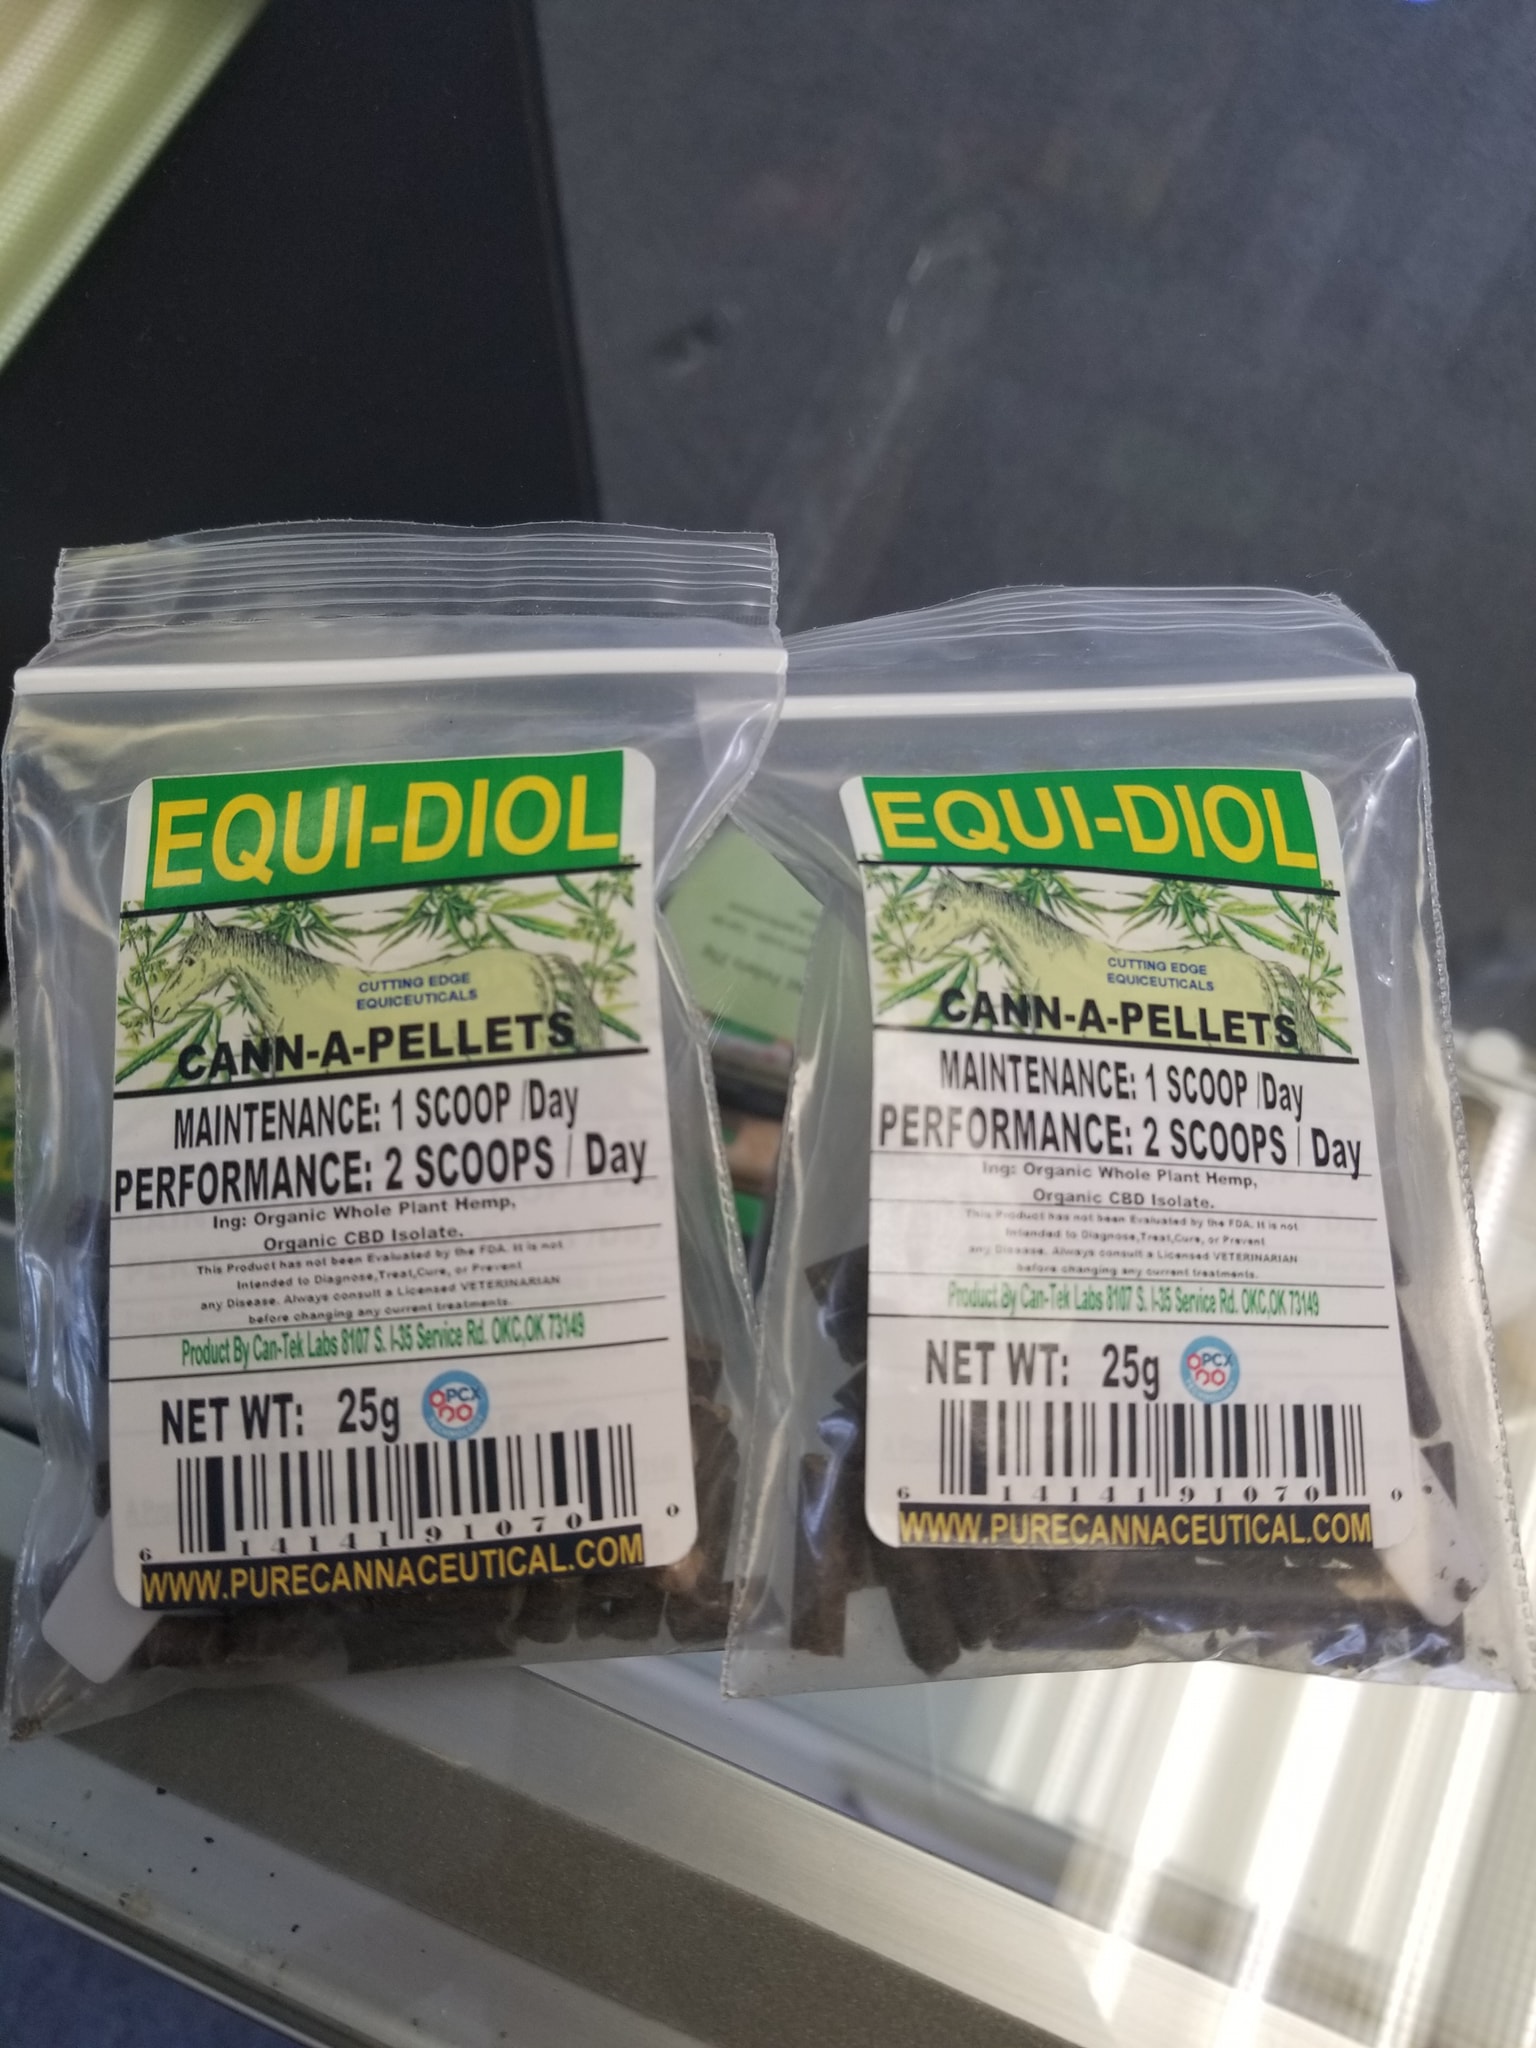 EQUI-DIOL
CUTTING EDGE
EQUICEUTICALS
CANN-A-PELLETS
MAINTENANCE: 1 SCOOP /Day
PERFORMANCE: 2 SCOOPS / Day
Ing: Organic Whole Plant Hemp,
Organic CBD Isolate.
This Product has not been Evaluated by the FDA. It is not
Intended to Diagnose,Treat,Cure, or Prevent
any Disease. Always consult a Licensed VETERINARIAN
before changing any current treatments.
Product By Can-Tek Labs 8107 S. I-35 Service Rd. OKC,OK 73149
NET WT: 25g
PCX
TECHNOLOGY
6 14141 91070 0
WWW.PURECANNACEUTICAL.COM
EQUI-DIOL
CUTTING EDGE
EQUICEUTICALS
CANN-A-PELLETS
MAINTENANCE: 1 SCOOP /Day
PERFORMANCE: 2 SCOOPS / Day
Ing: Organic Whole Plant Hemp,
Organic CBD Isolate.
This Product has not been Evaluated by the FDA. It is not
Intended to Diagnose,Treat,Cure, or Prevent
any Disease. Always consult a Licensed VETERINARIAN
before changing any current treatments.
Product By Can-Tek Labs 8107 S. I-35 Service Rd. OKC,OK 73149
NET WT: 25g
PCX
TECHNOLOGY
6 14141 91070 0
WWW.PURECANNACEUTICAL.COM